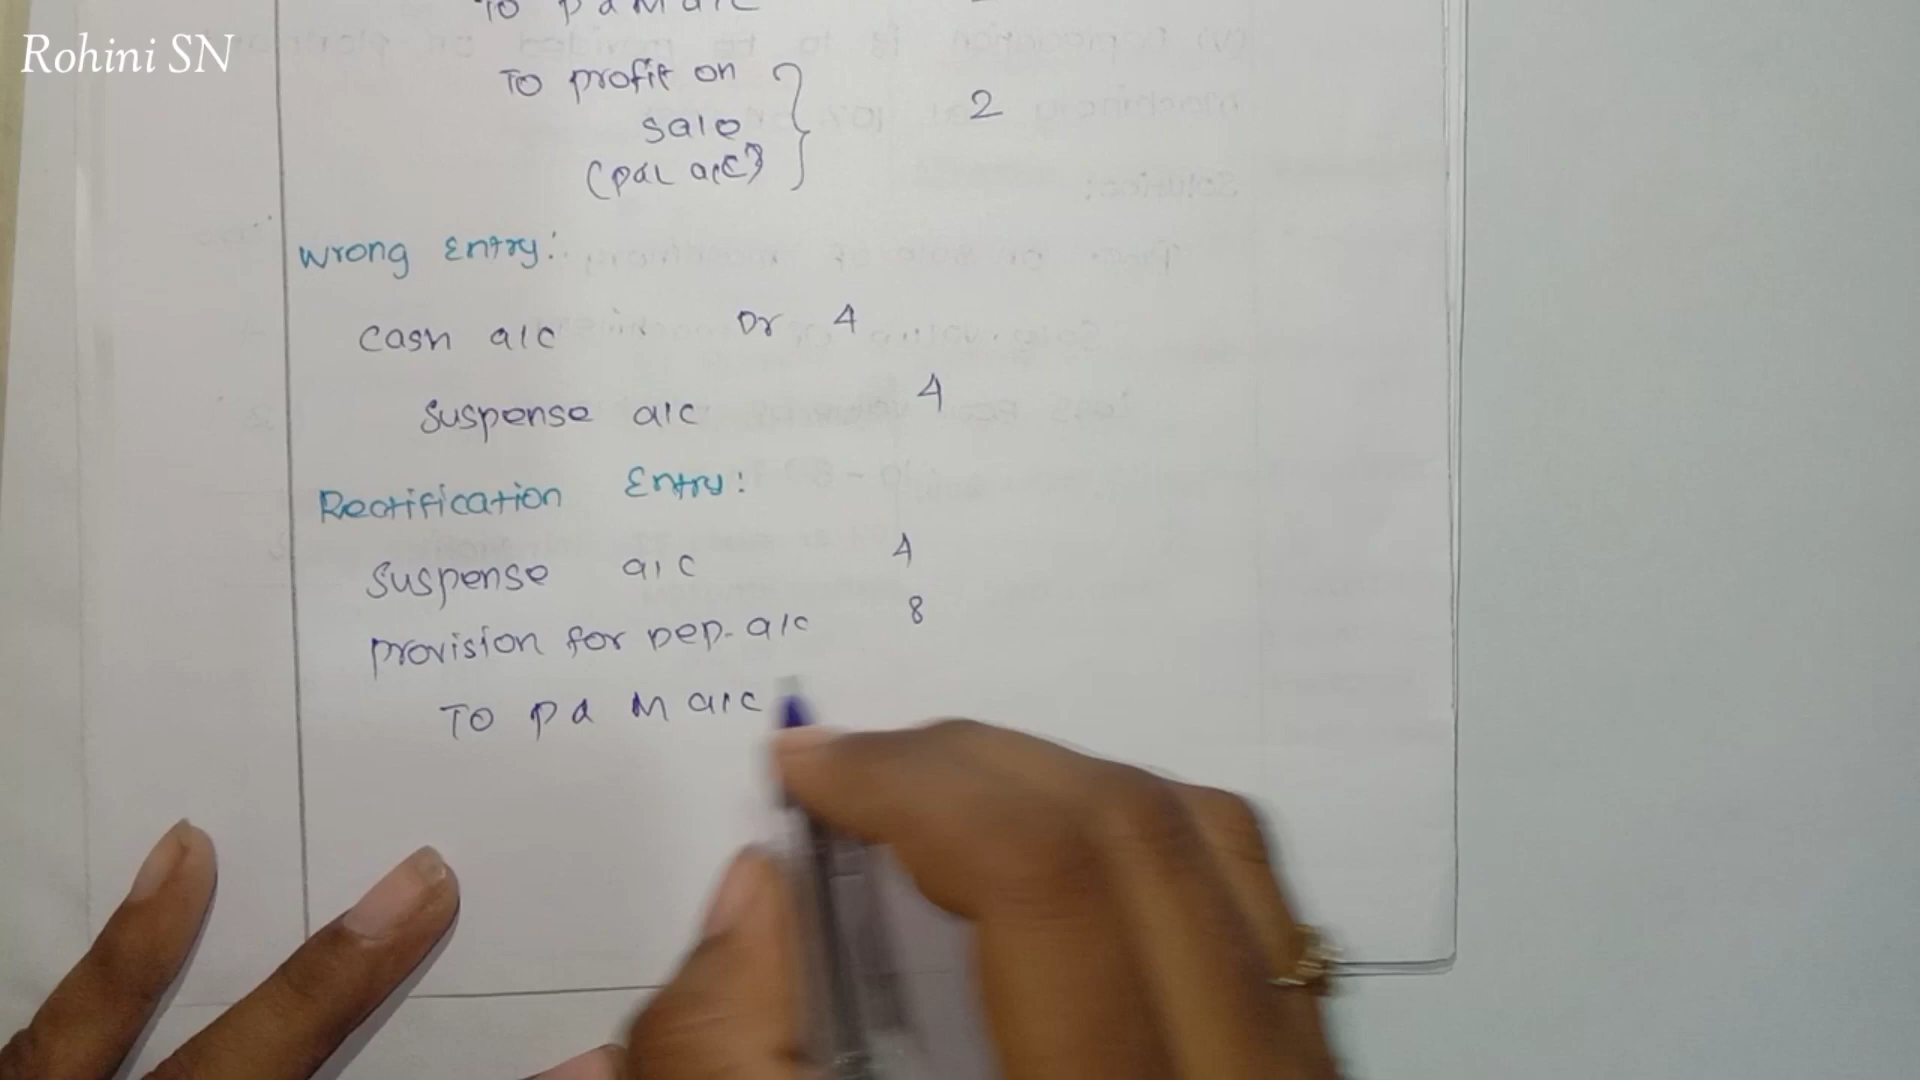 Rohini SN
To P & M a/c
To profit on
sale
(P&L a/c)
2
Wrong Entry:
Cash a/c Dr 4
Suspense a/c 4
Rectification Entry:
Suspense a/c 4
Provision for Dep. a/c 8
To P & M a/c